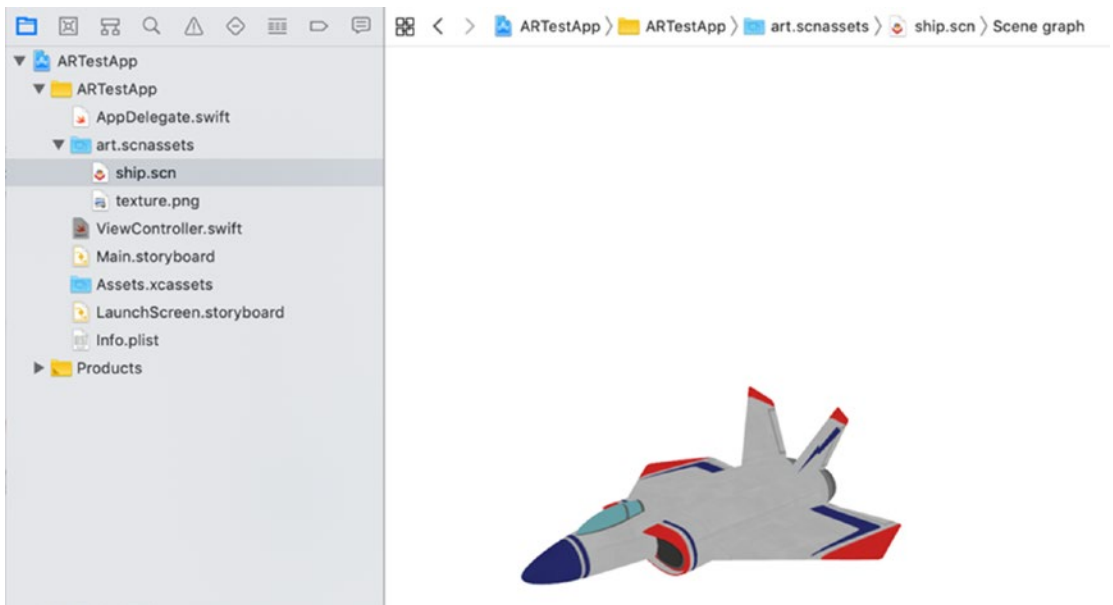 ARTestApp 〉 ARTestApp 〉 art.scnassets 〉 ship.scn 〉 Scene graph
ARTestApp
ARTestApp
AppDelegate.swift
art.scnassets
ship.scn
texture.png
ViewController.swift
Main.storyboard
Assets.xcassets
LaunchScreen.storyboard
Info.plist
Products